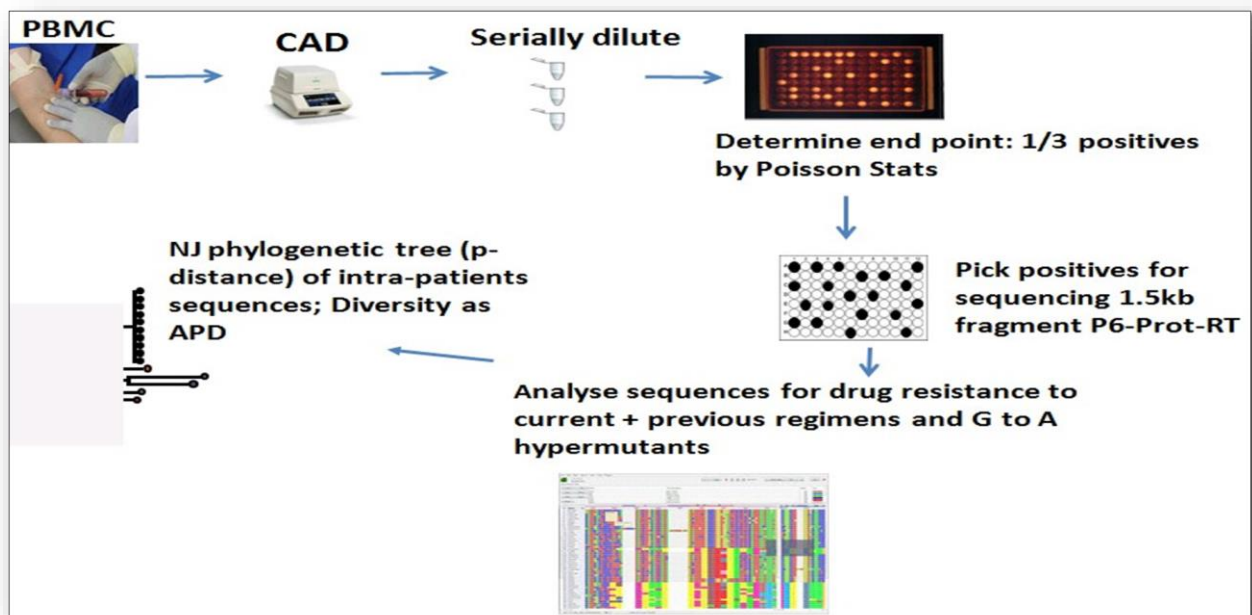 PBMC
CAD
Serially dilute
Determine end point: 1/3 positives
by Poisson Stats
Pick positives for
sequencing 1.5kb
fragment P6-Prot-RT
Analyse sequences for drug resistance to
current + previous regimens and G to A
hypermutants
NJ phylogenetic tree (p-
distance) of intra-patients
sequences; Diversity as
APD